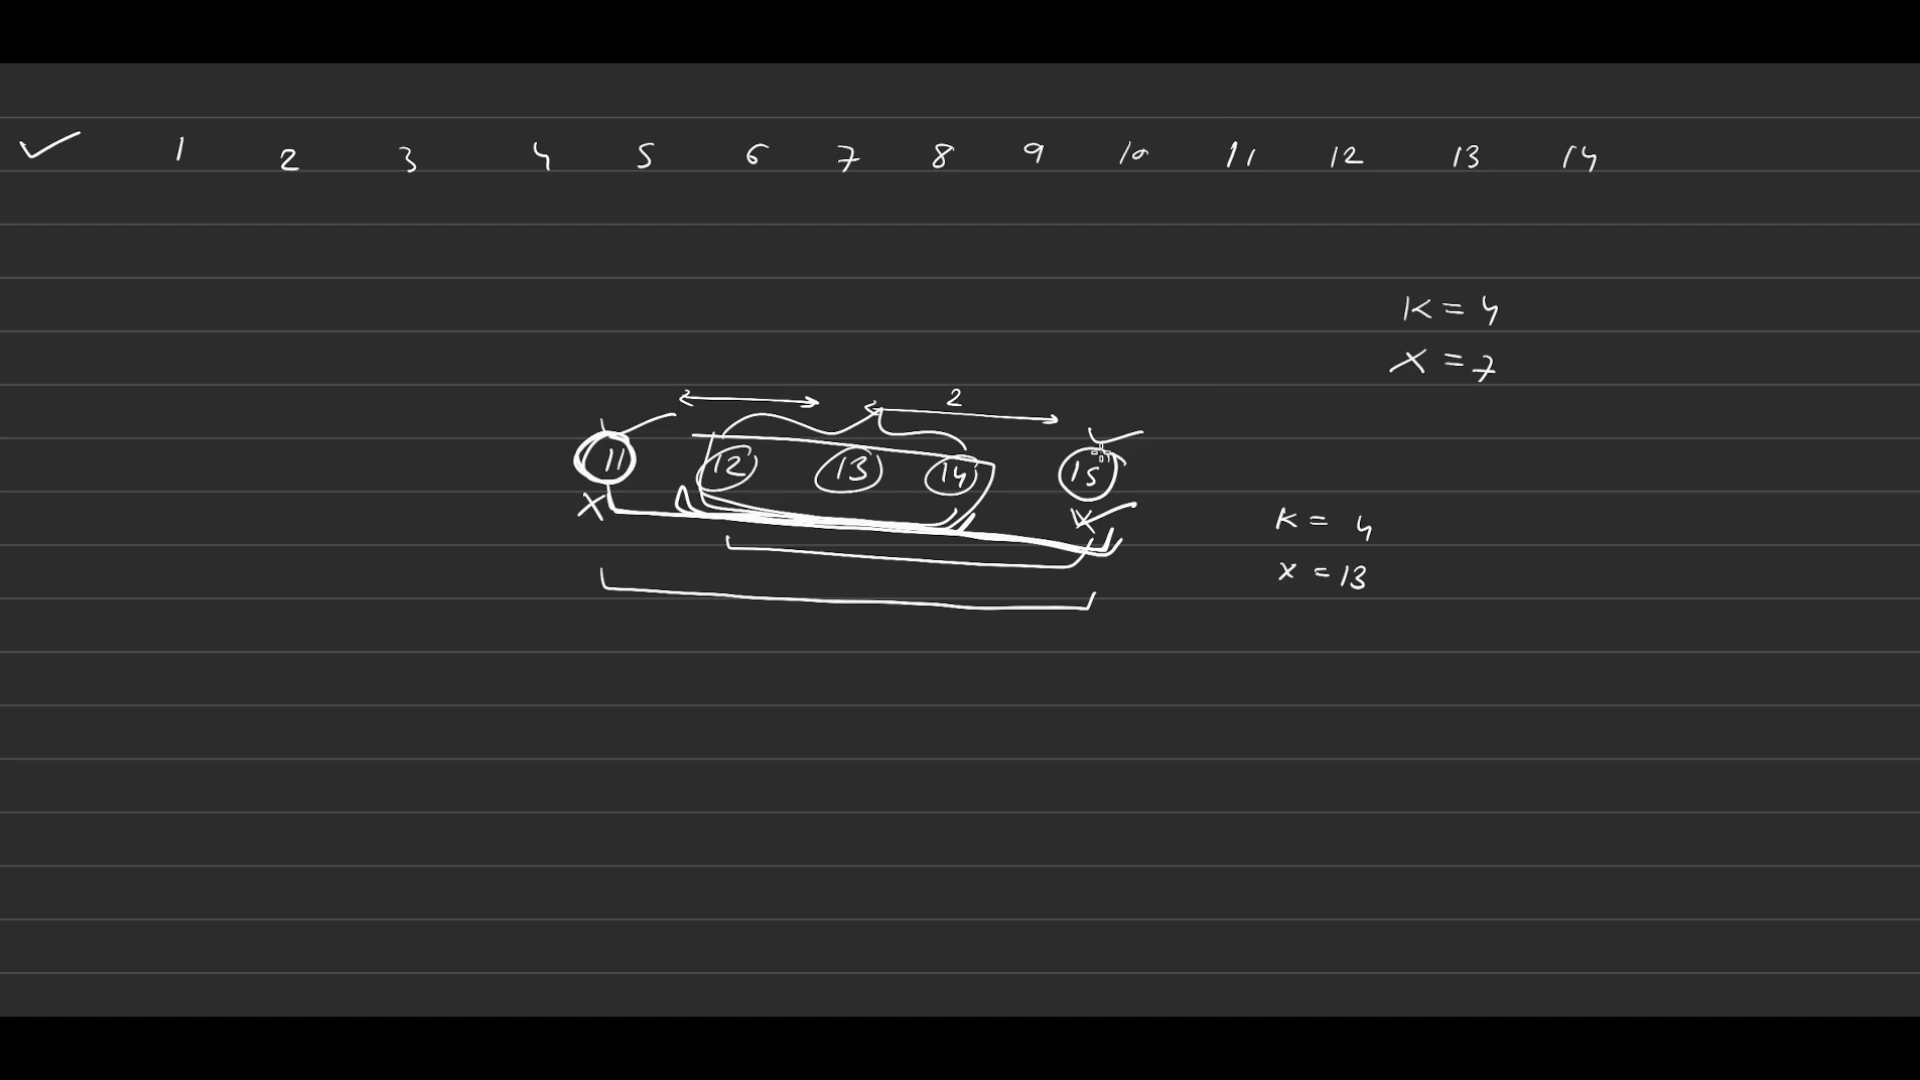 1 2 3 4 5 6 7 8 9 10 11 12 13 14
K = 4
X = 7
2
11 12 13 14 15
X X
K = 4
x = 13